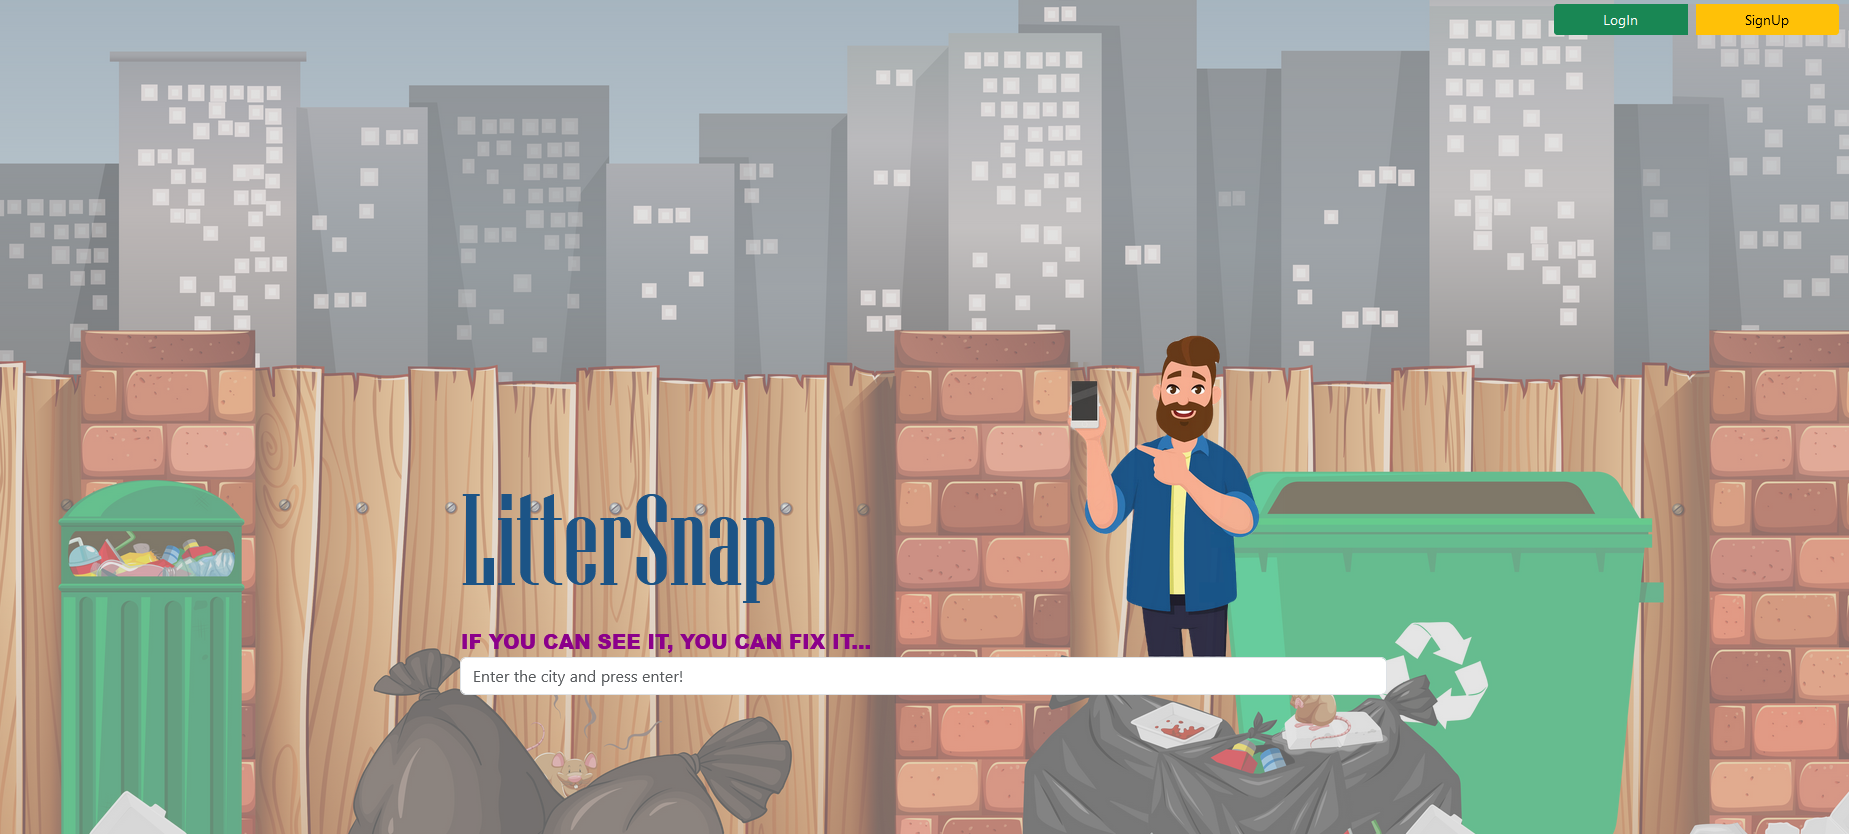 LogIn
SignUp
LitterSnap
IF YOU CAN SEE IT, YOU CAN FIX IT...
Enter the city and press enter!